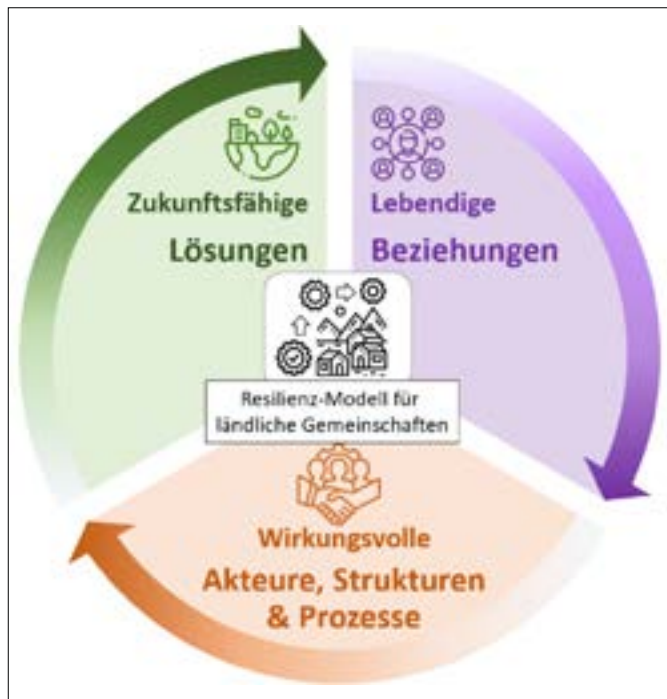 Zukunftsfähige
Lösungen
Lebendige
Beziehungen
Resilienz-Modell für
ländliche Gemeinschaften
Wirkungsvolle
Akteure, Strukturen
& Prozesse